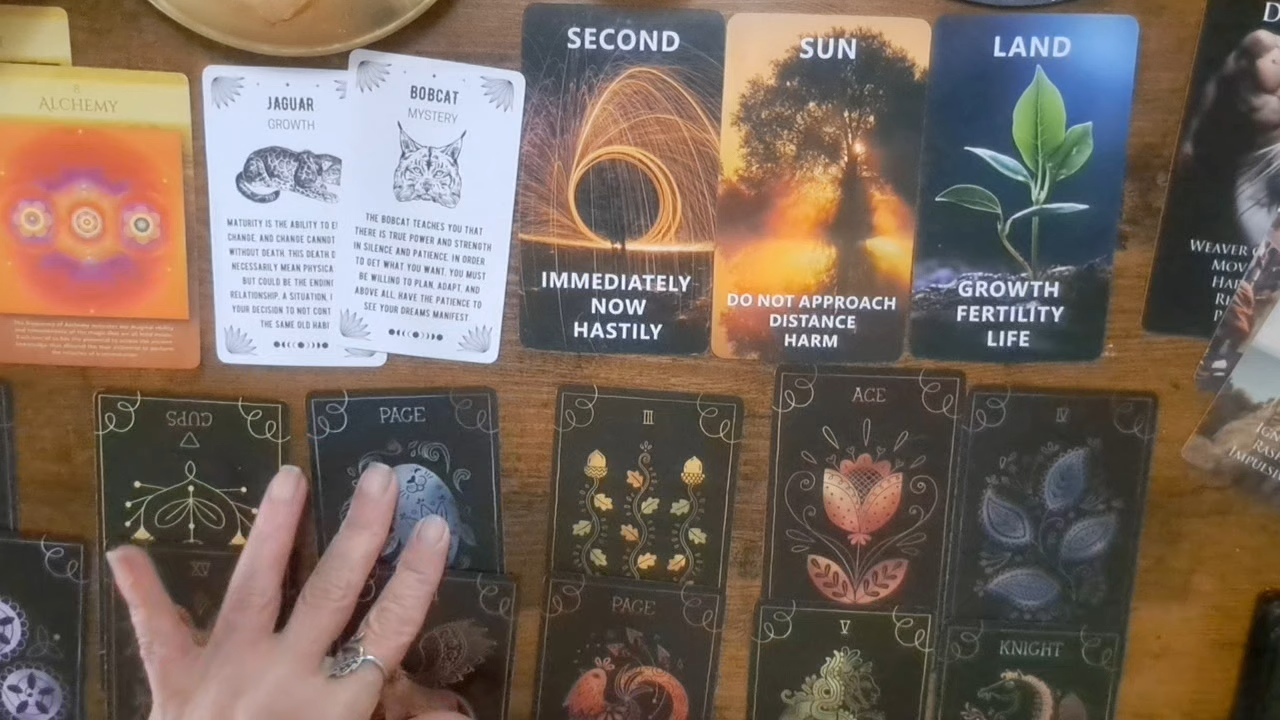 8
ALCHEMY
JAGUAR
GROWTH
MATURITY IS THE ABILITY TO
CHANGE, AND CHANGE CANNOT
WITHOUT DEATH. THIS DEATH
NECESSARILY MEAN
BUT COULD BE THE
RELATIONSHIP, A SITUATION,
YOUR DECISION TO NOT
THE SAME OLD
BOBCAT
MYSTERY
THE BOBCAT TEACHES YOU THAT
THERE IS TRUE POWER AND STRENGTH
IN SILENCE AND PATIENCE. IN ORDER
TO GET WHAT YOU WANT, YOU MUST
BE WILLING TO PLAN, ADAPT, AND
ABOVE ALL, HAVE THE PATIENCE TO
SEE YOUR DREAMS MANIFEST.
SECOND
IMMEDIATELY
NOW
HASTILY
SUN
DO NOT APPROACH
DISTANCE
HARM
LAND
GROWTH
FERTILITY
LIFE
D
WEAVER
CUPS
PAGE
III
ACE
IV
XV
PAGE
V
KNIGHT